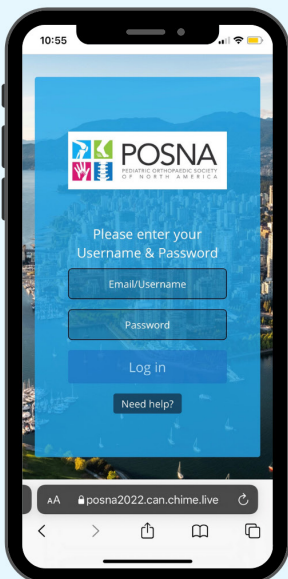 10:55
POSNA
PEDIATRIC ORTHOPAEDIC SOCIETY
OF NORTH AMERICA
Please enter your
Username & Password
Email/Username
Password
Log in
Need help?
AA posna2022.can.chime.live